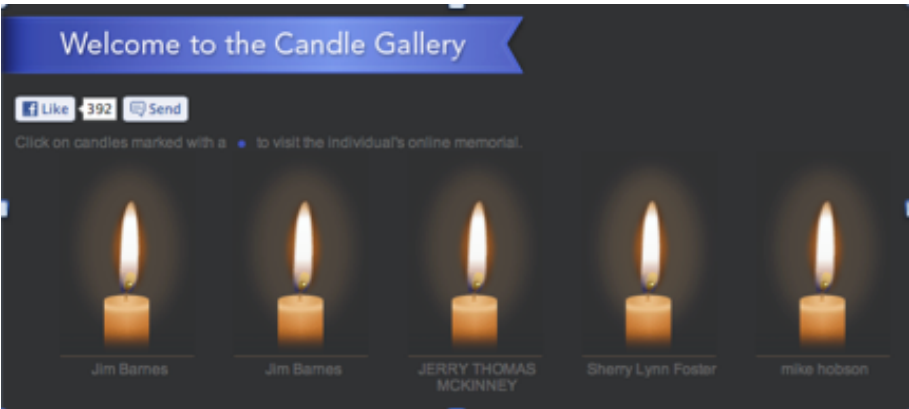 Welcome to the Candle Gallery
Like 392 Send
Click on candles marked with a • to visit the individual's online memorial.
Jim Barnes Jim Barnes JERRY THOMAS MCKINNEY Sherry Lynn Foster mike hobson